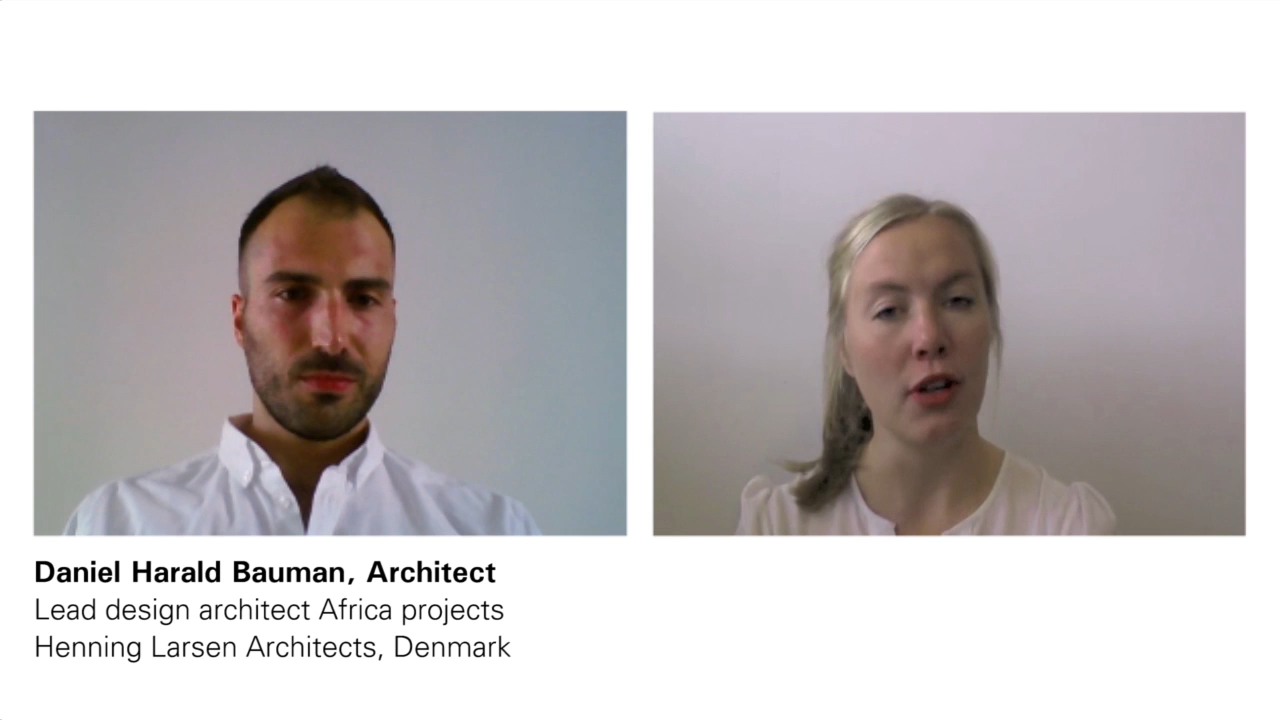 Daniel Harald Bauman, Architect
Lead design architect Africa projects
Henning Larsen Architects, Denmark